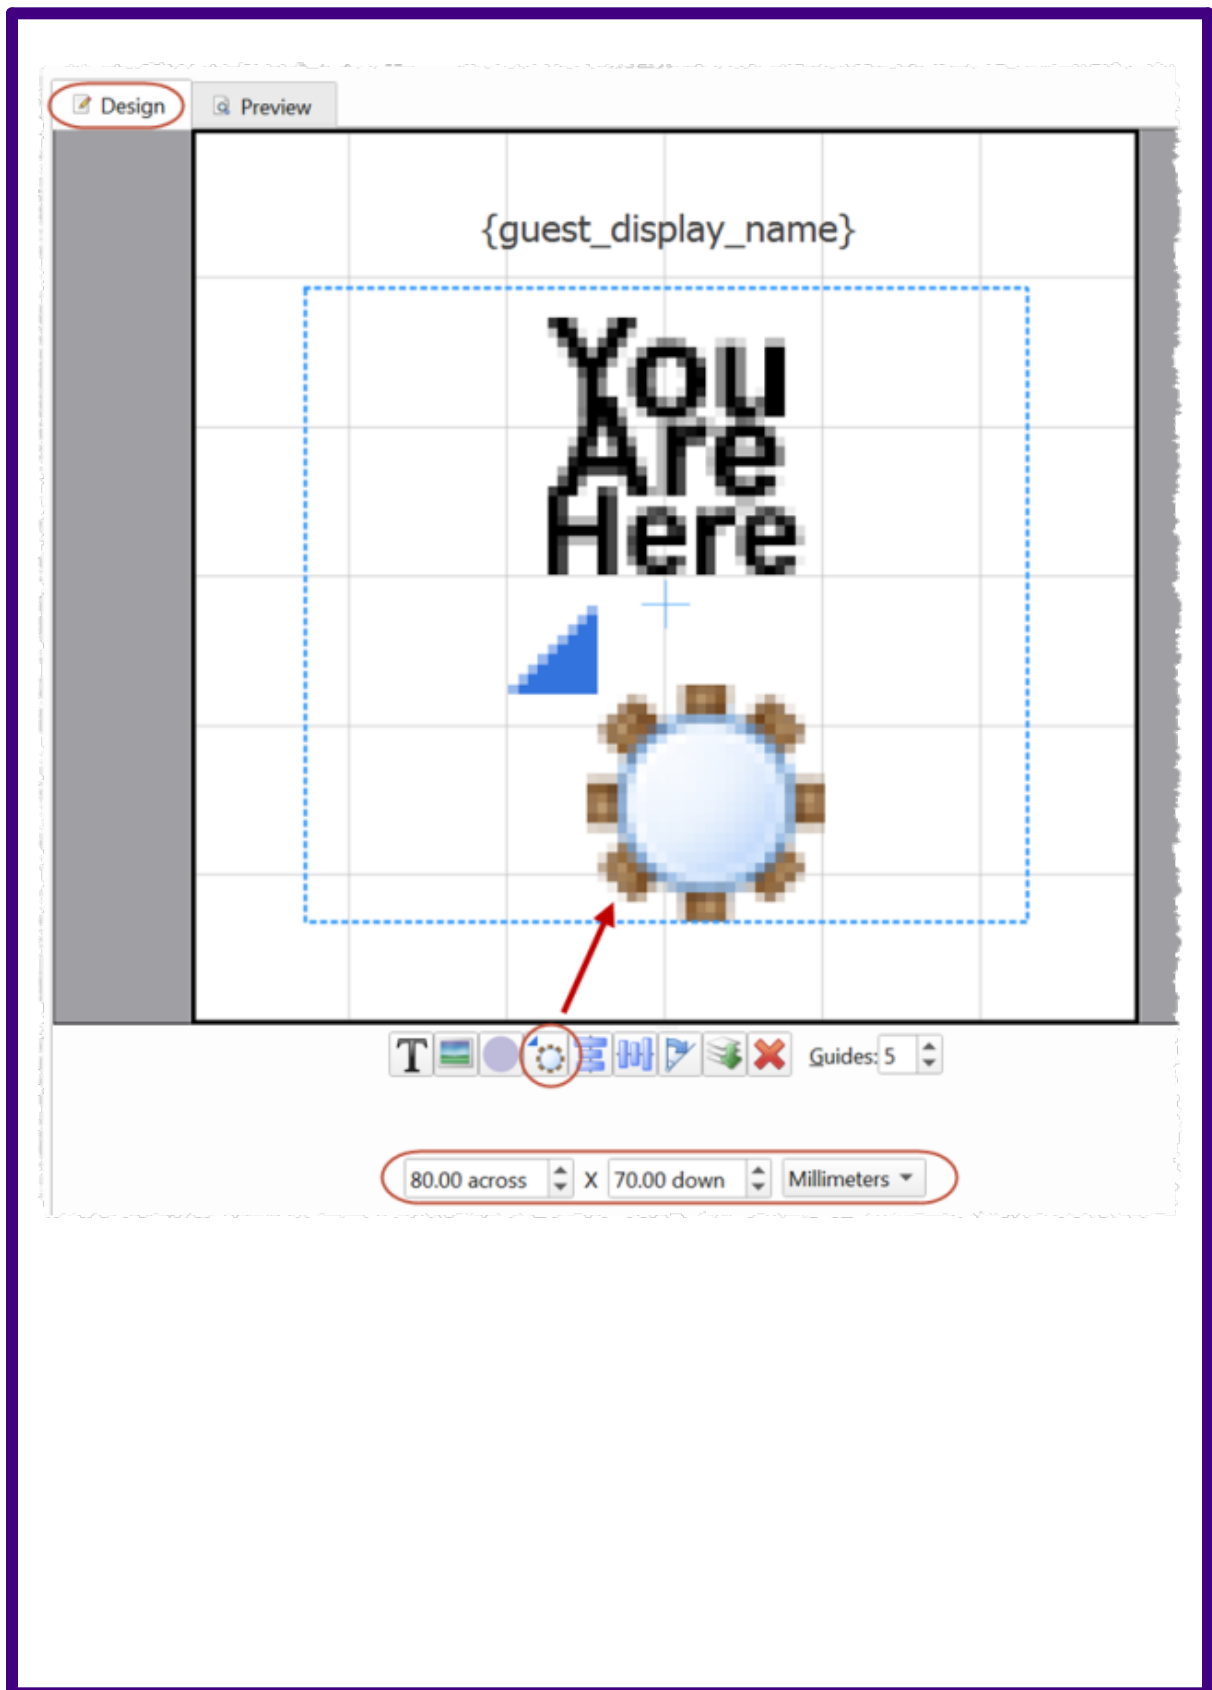 Design Preview
{guest_display_name}
You
Are
Here
T Guides: 5
80.00 across X 70.00 down Millimeters